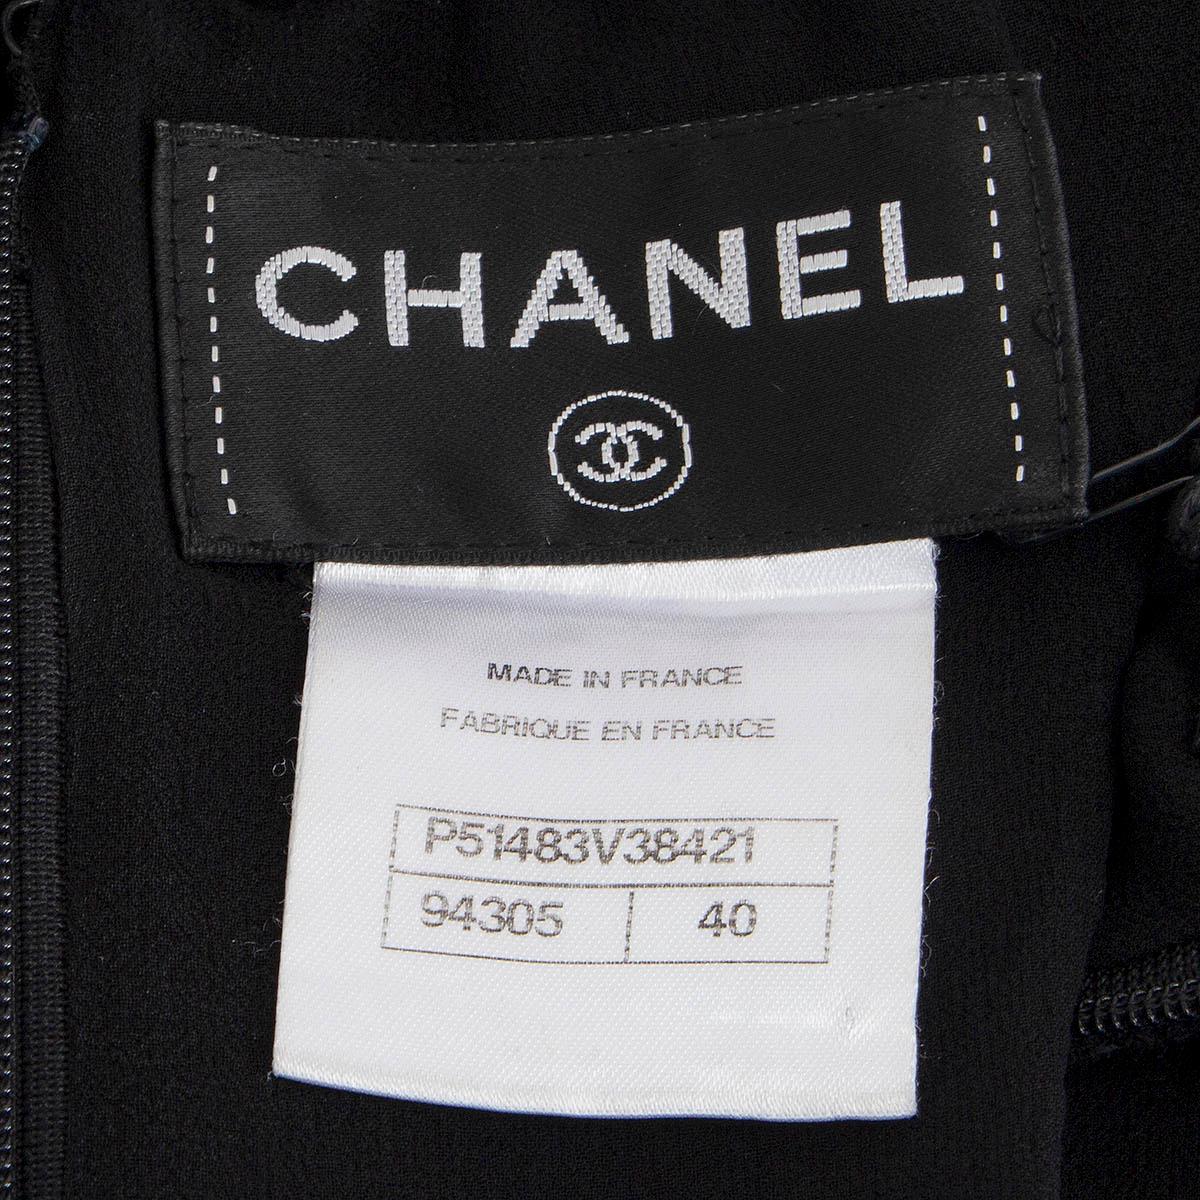 CHANEL
MADE IN FRANCE
FABRIQUE EN FRANCE
P51483V38421
94305 40